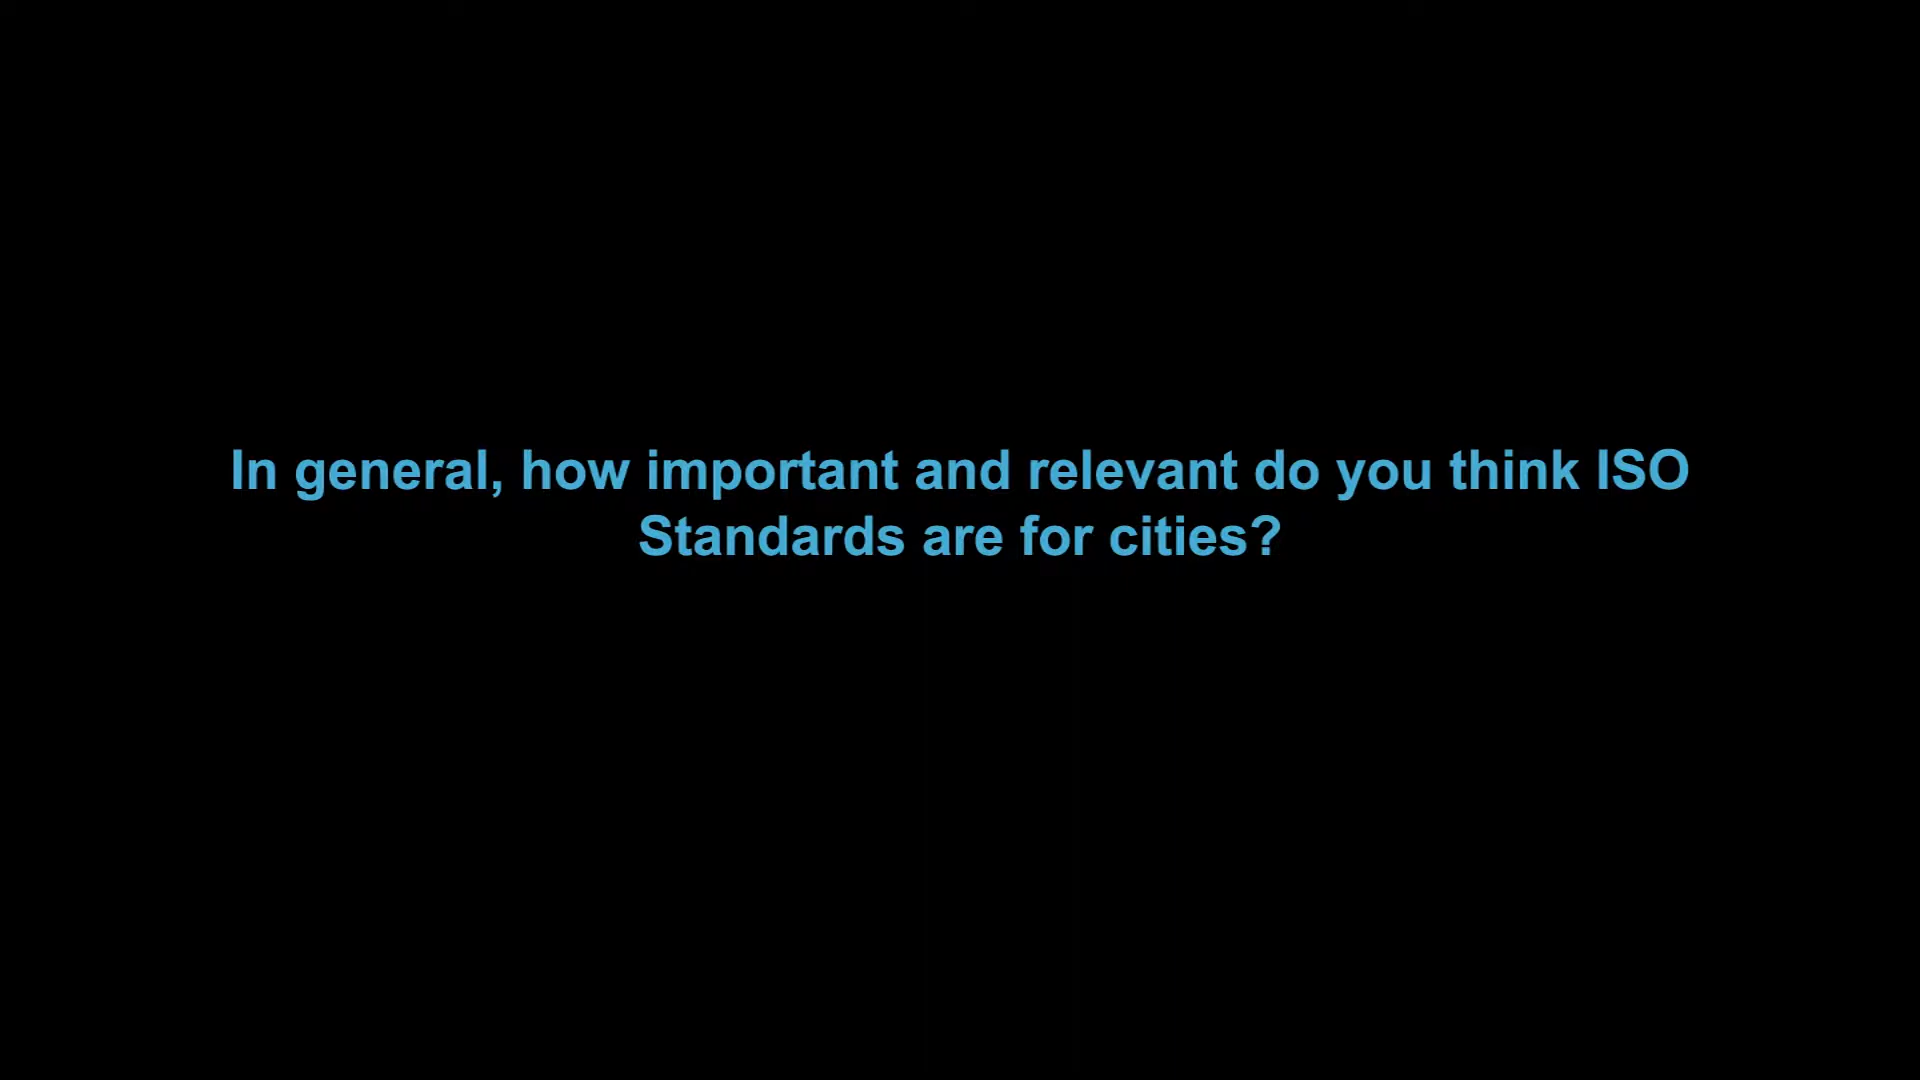 In general, how important and relevant do you think ISO
Standards are for cities?